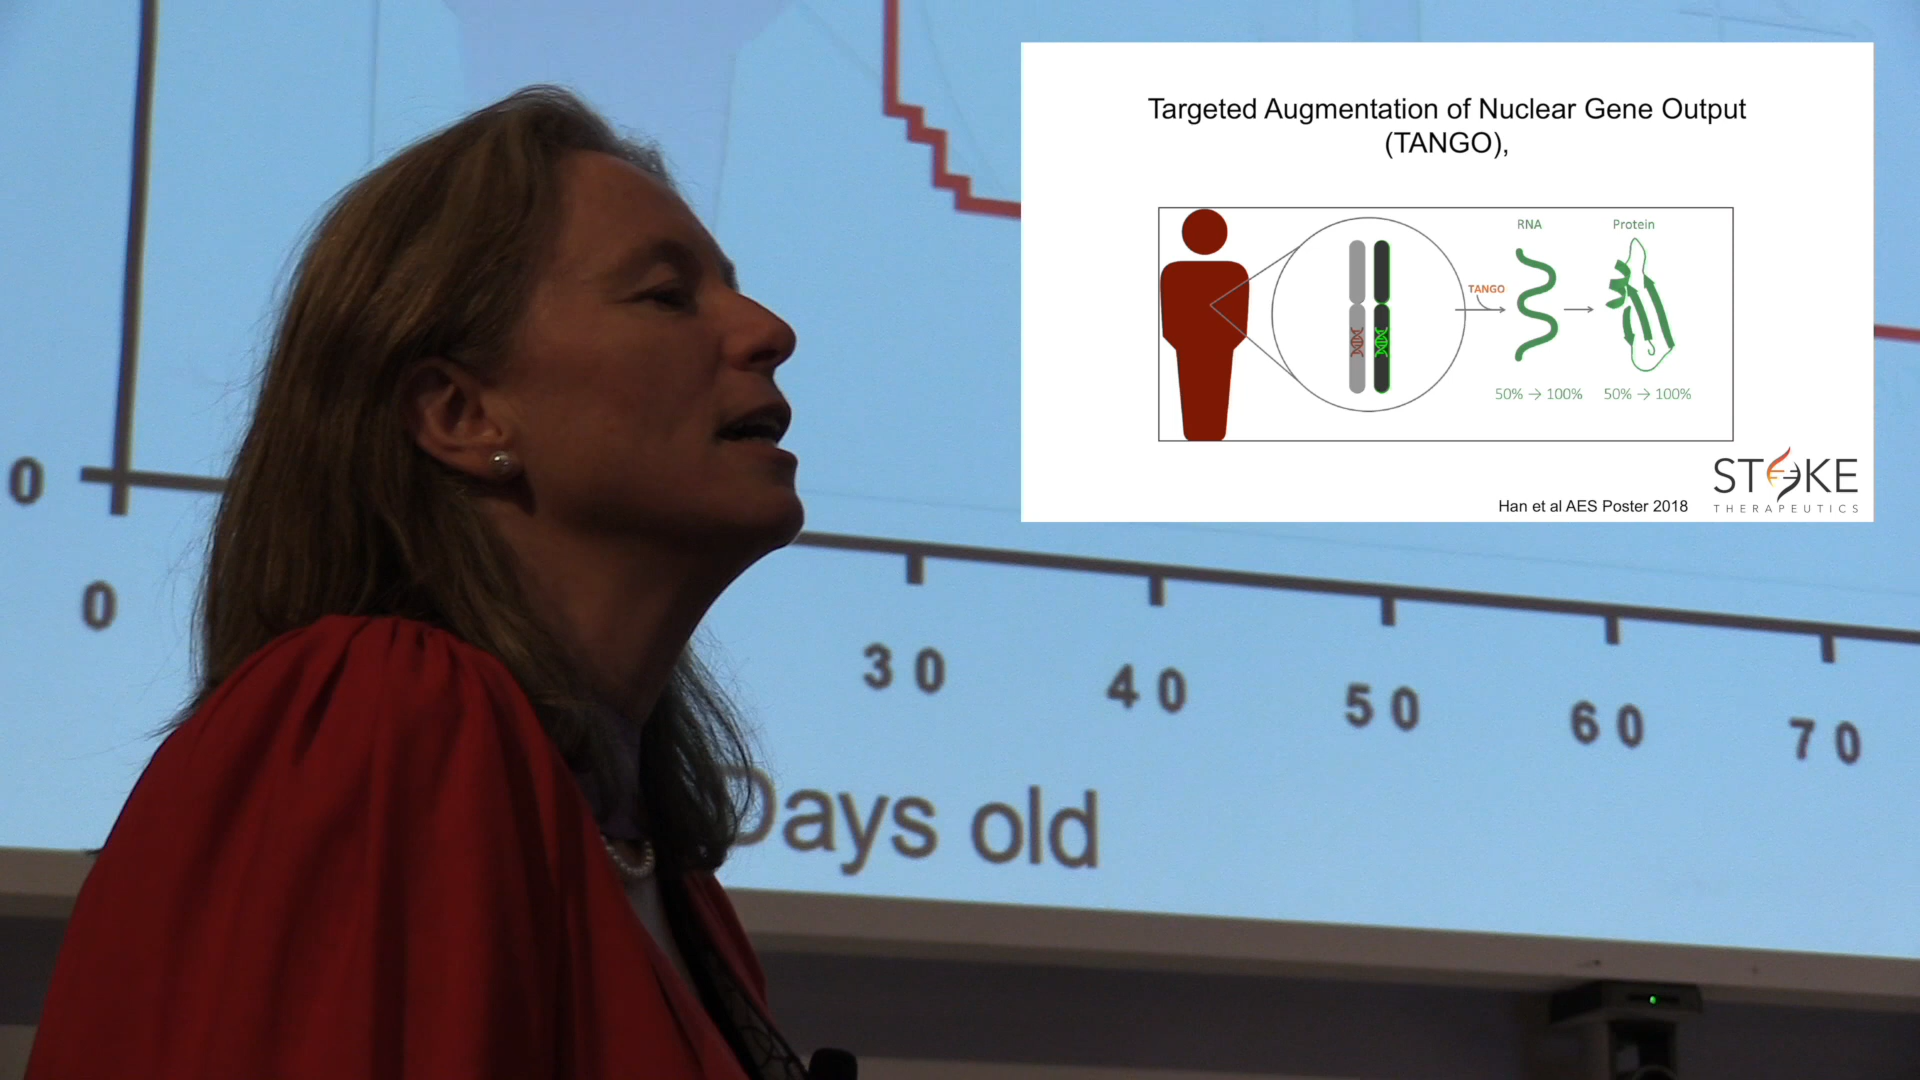 Targeted Augmentation of Nuclear Gene Output
(TANGO),
RNA
Protein
TANGO
50% → 100%
50% → 100%
Han et al AES Poster 2018
STOKE
THERAPEUTICS
0
0
30
40
50
60
70
Days old